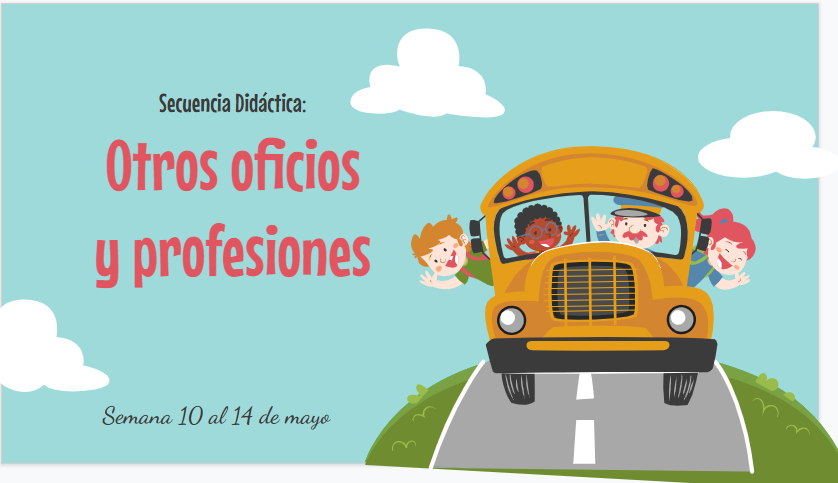 Secuencia Didáctica:
Otros oficios
y profesiones
Semana 10 al 14 de mayo